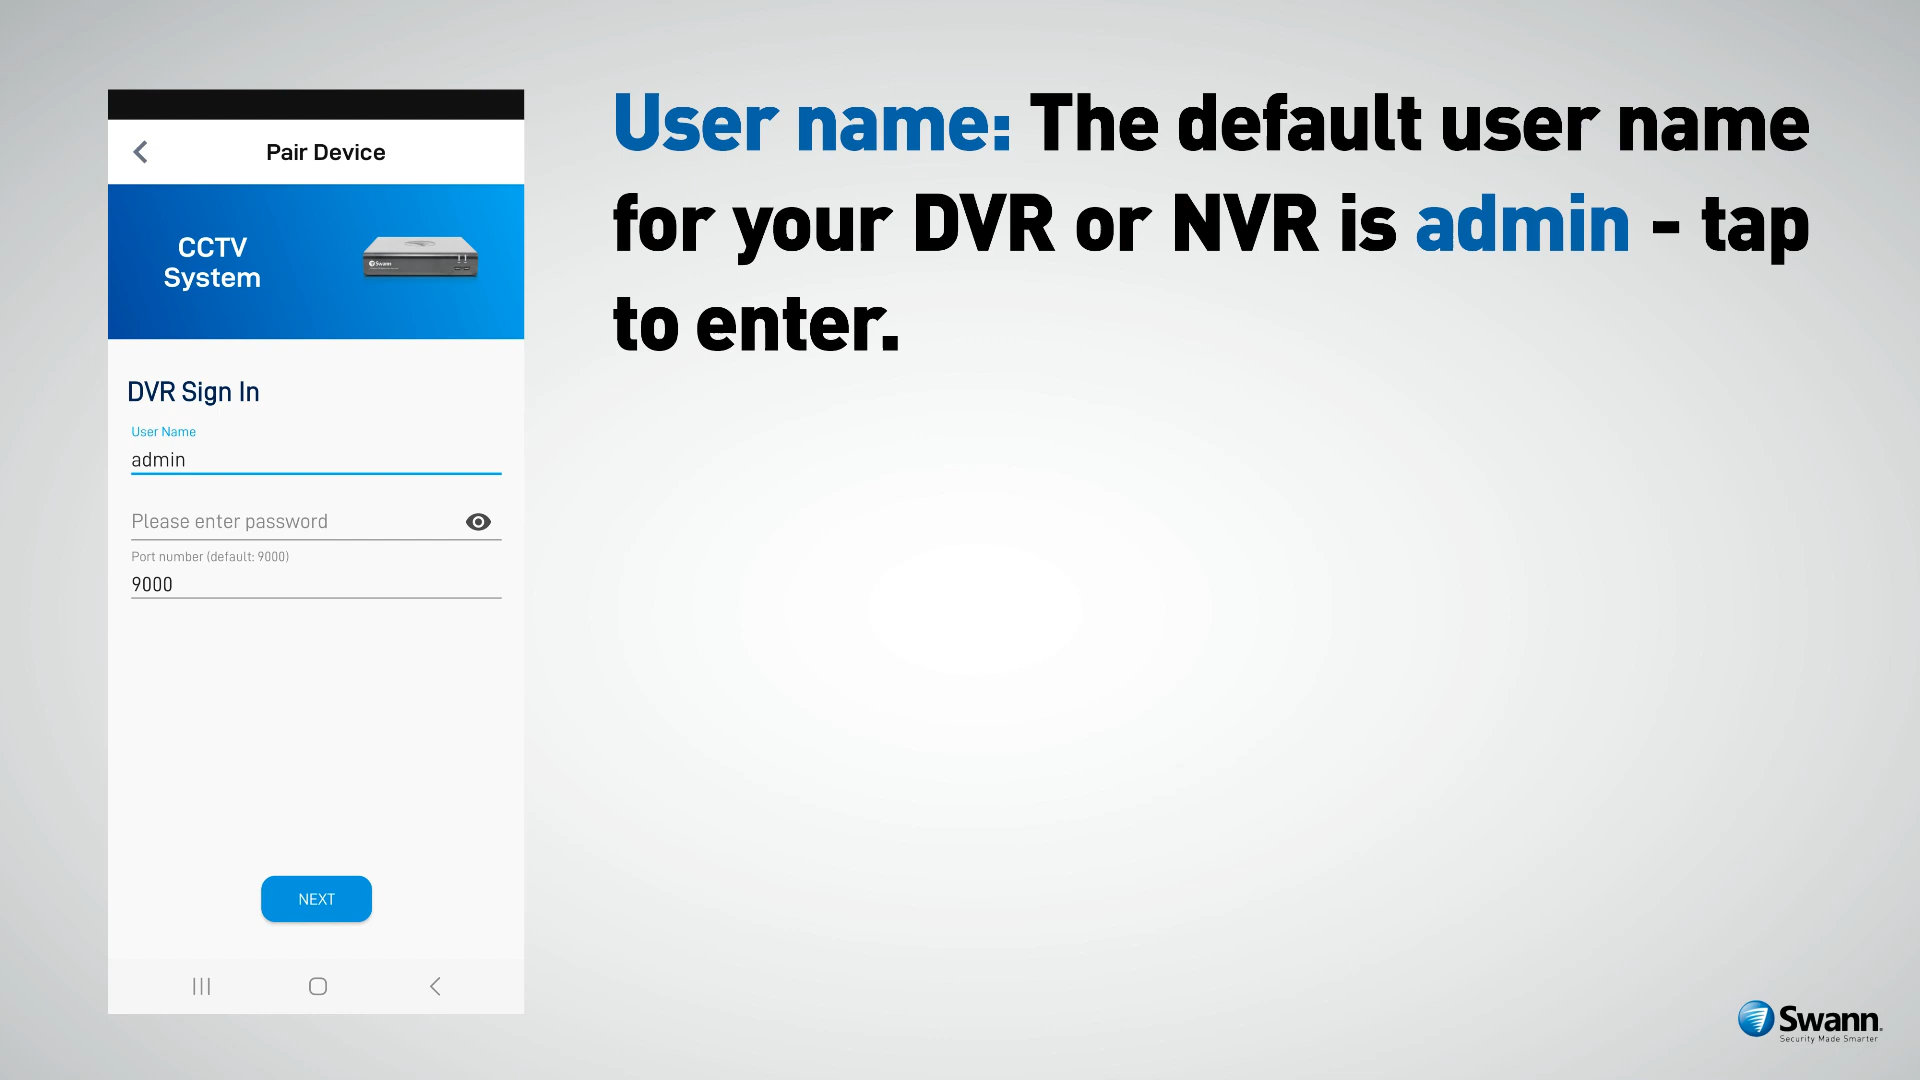 Pair Device
CCTV
System
Swann
DVR Sign In
User Name
admin
Please enter password
Port number (default: 9000)
9000
NEXT
User name: The default user name
for your DVR or NVR is admin - tap
to enter.
Swann
Security Made Smarter